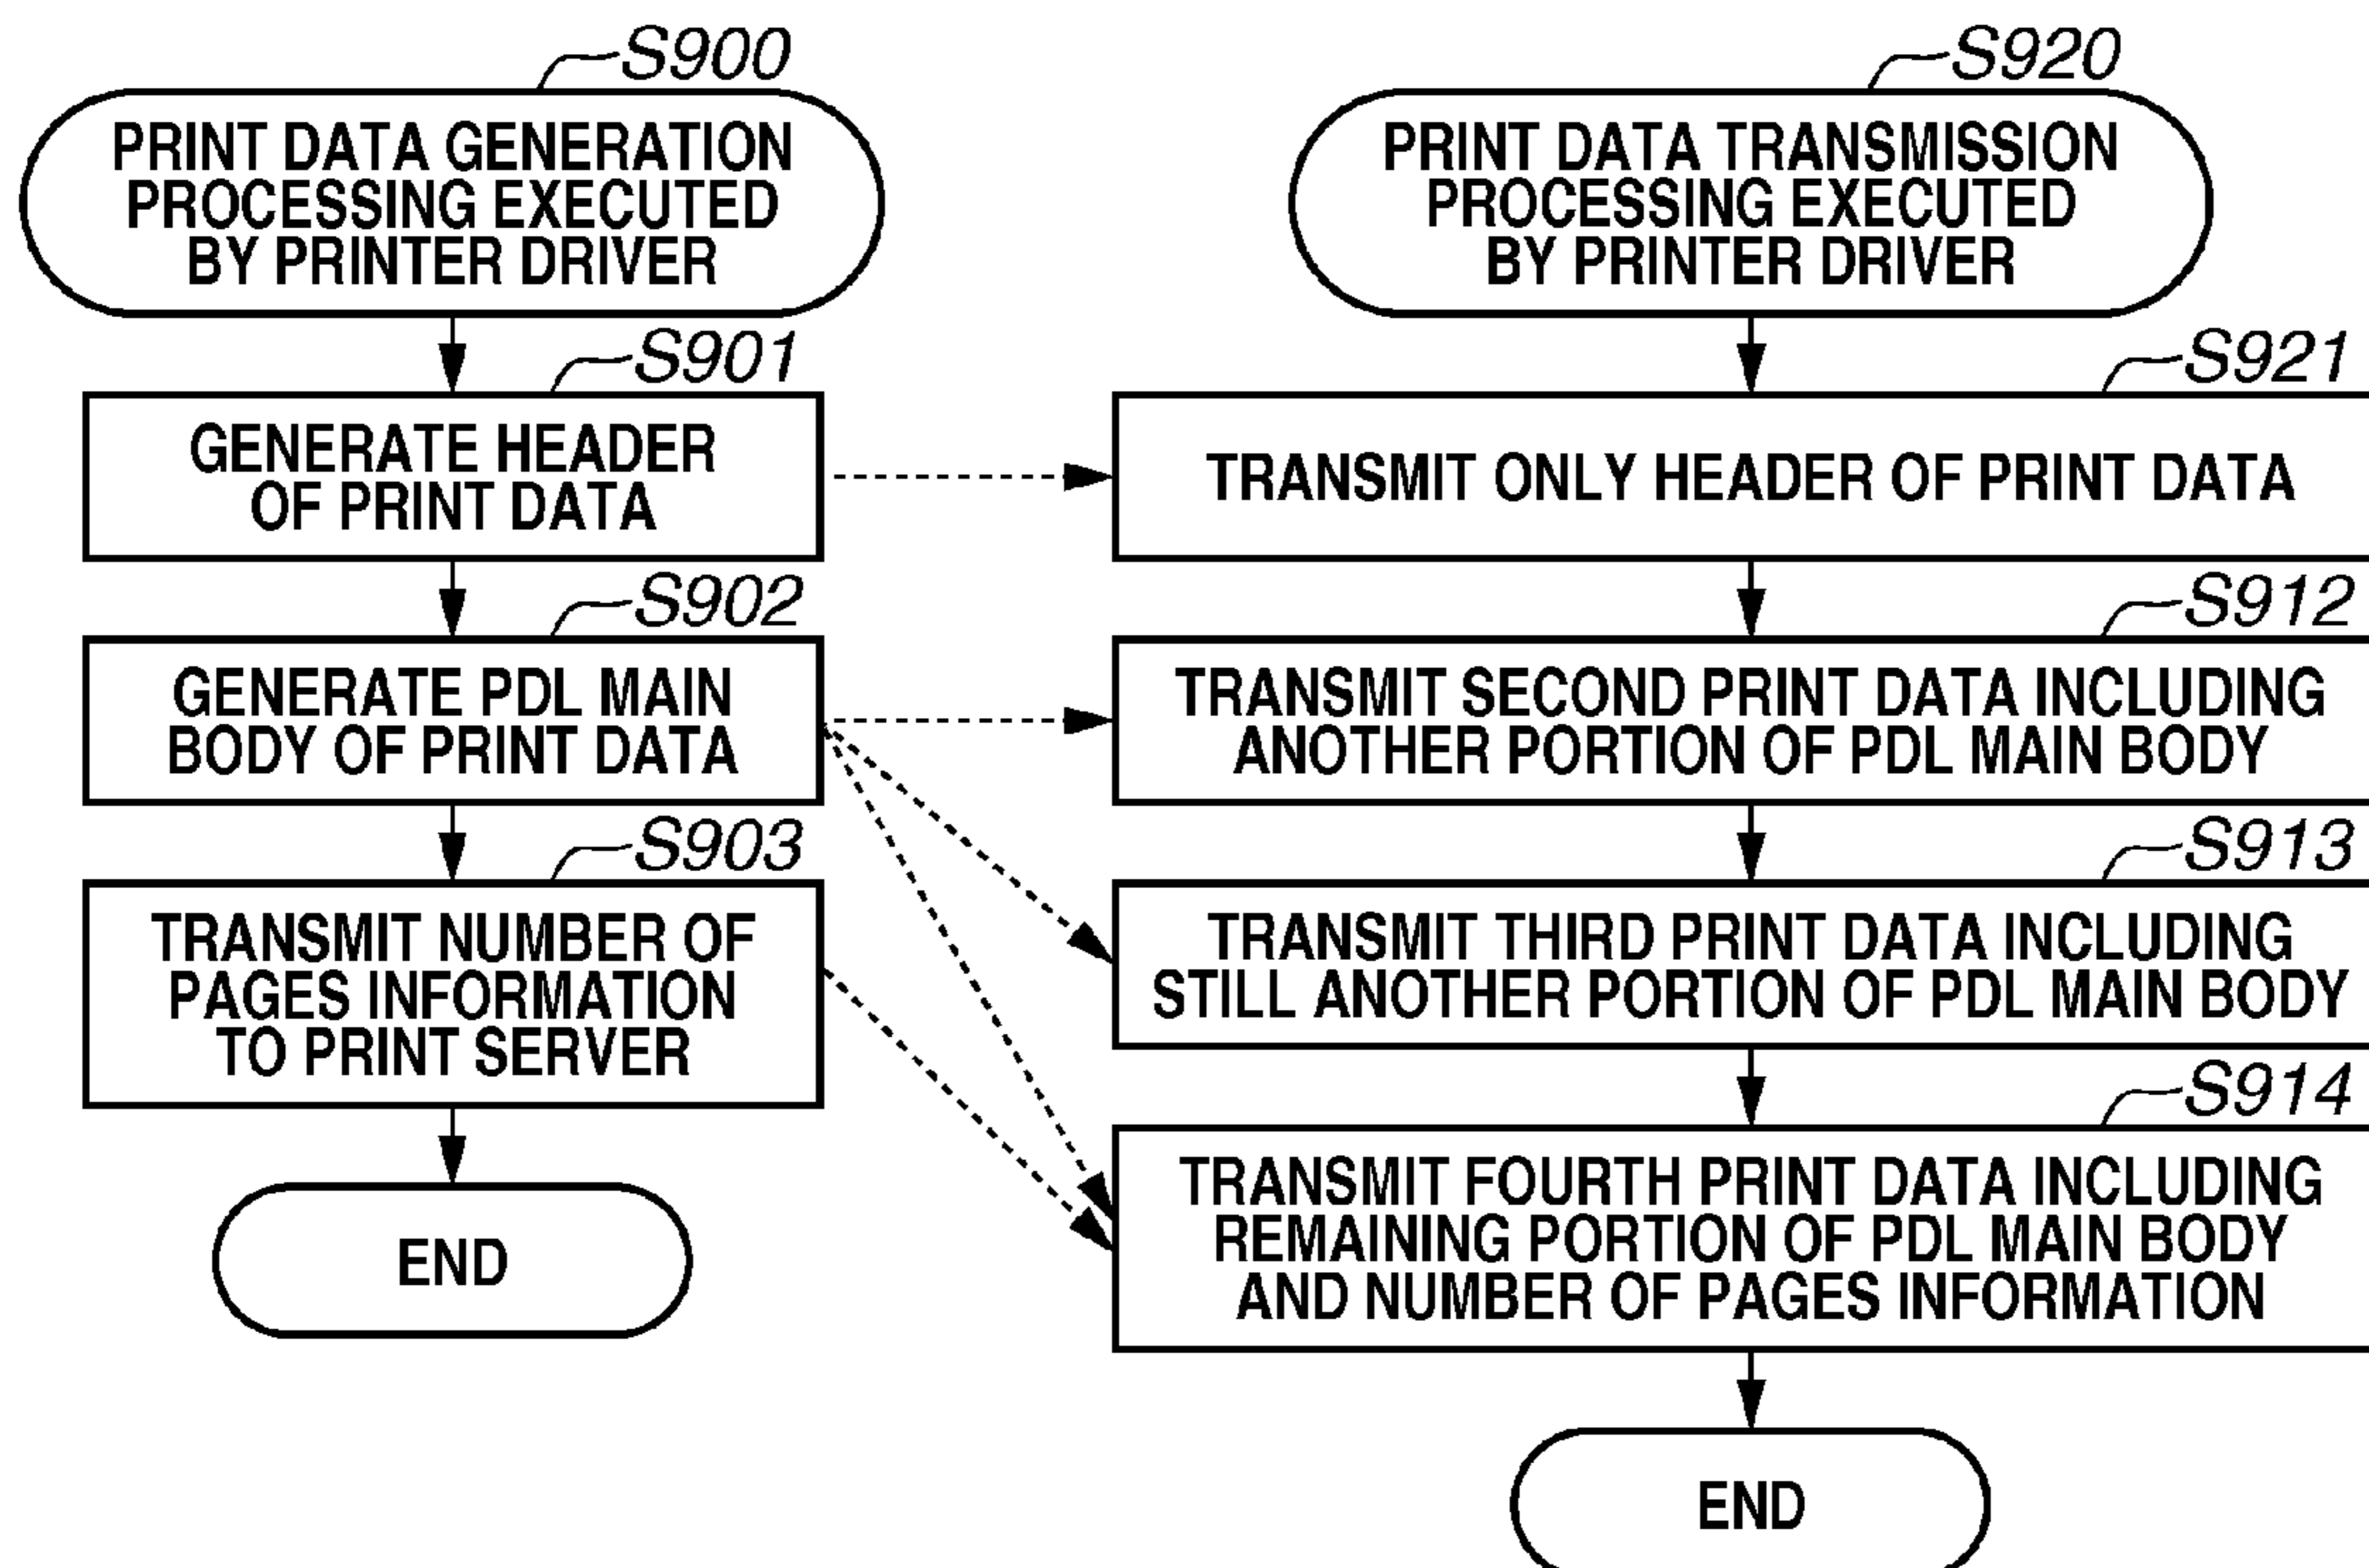 S900
PRINT DATA GENERATION
PROCESSING EXECUTED
BY PRINTER DRIVER
S901
GENERATE HEADER
OF PRINT DATA
S902
GENERATE PDL MAIN
BODY OF PRINT DATA
S903
TRANSMIT NUMBER OF
PAGES INFORMATION
TO PRINT SERVER
END
S920
PRINT DATA TRANSMISSION
PROCESSING EXECUTED
BY PRINTER DRIVER
S921
TRANSMIT ONLY HEADER OF PRINT DATA
S912
TRANSMIT SECOND PRINT DATA INCLUDING
ANOTHER PORTION OF PDL MAIN BODY
S913
TRANSMIT THIRD PRINT DATA INCLUDING
STILL ANOTHER PORTION OF PDL MAIN BODY
S914
TRANSMIT FOURTH PRINT DATA INCLUDING
REMAINING PORTION OF PDL MAIN BODY
AND NUMBER OF PAGES INFORMATION
END